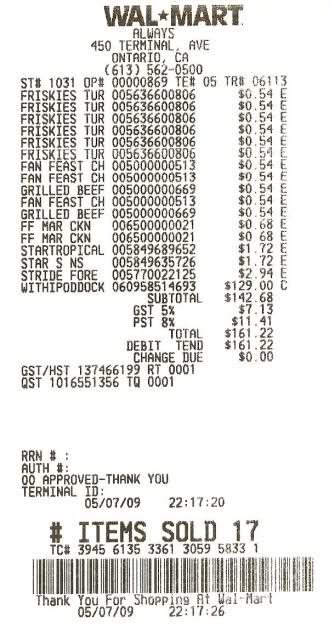 WAL★MART
ALWAYS
450 TERMINAL, AVE
ONTARIO, CA
(613) 562-0500
ST# 1031 OP# 00000869 TE# 05 TR# 06113
FRISKIES TUR 005636600806 $0.54 E
FRISKIES TUR 005636600806 $0.54 E
FRISKIES TUR 005636600806 $0.54 E
FRISKIES TUR 005636600806 $0.54 E
FRISKIES TUR 005636600806 $0.54 E
FRISKIES TUR 005636600806 $0.54 E
FAN FEAST CH 005000000513 $0.54 E
FAN FEAST CH 005000000513 $0.54 E
GRILLED BEEF 005000000669 $0.54 E
FAN FEAST CH 005000000513 $0.54 E
GRILLED BEEF 005000000669 $0.54 E
FF MAR CKN 006500000021 $0.68 E
FF MAR CKN 006500000021 $0 68 E
STARTROPICAL 005849689652 $1.72 E
STAR S NS 005849635726 $1.72 E
STRIDE FORE 005770022125 $2.94 E
WITHIPODDOCK 060958514693 $129.00 C
SUBTOTAL $142.68
GST 5% $7.13
PST 8% $11.41
TOTAL $161.22
DEBIT TEND $161.22
CHANGE DUE $0.00
GST/HST 137466199 RT 0001
QST 1016551356 TQ 0001
RRN # :
AUTH #:
00 APPROVED-THANK YOU
TERMINAL ID:
05/07/09 22:17:20
# ITEMS SOLD 17
TC# 3945 6135 3361 3059 5833 1
Thank You For Shopping At Wal-Mart
05/07/09 22:17:26